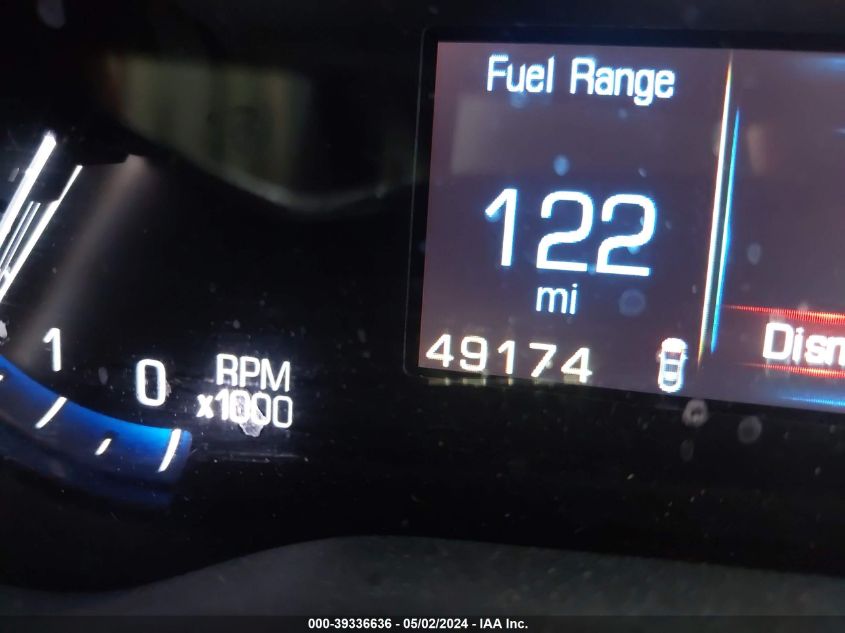 Fuel Range
122
mi
49174
1
0
RPM
x1000
000-39336636 - 05/02/2024 - IAA Inc.